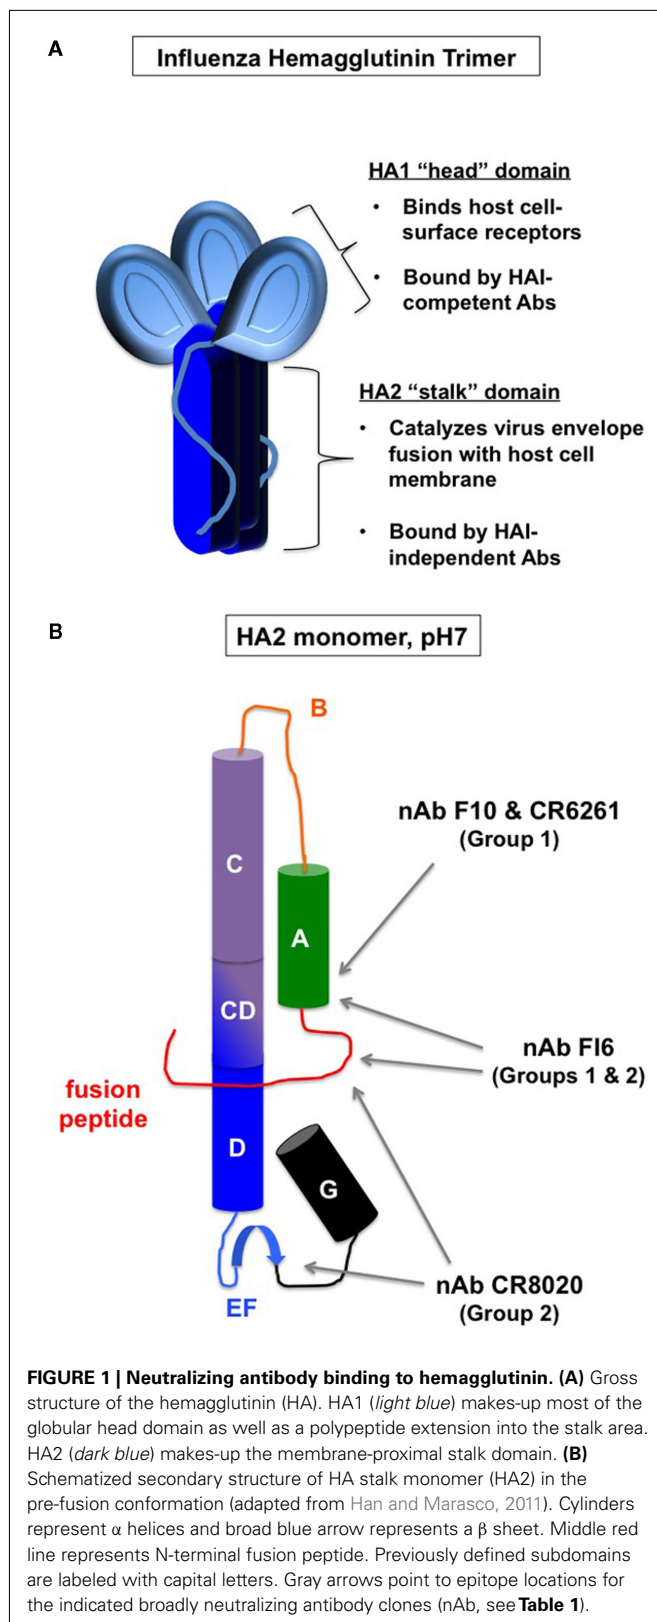 A
Influenza Hemagglutinin Trimer
HA1 “head” domain
• Binds host cell-
surface receptors
• Bound by HAI-
competent Abs
HA2 “stalk” domain
• Catalyzes virus envelope
fusion with host cell
membrane
• Bound by HAI-
independent Abs
B
HA2 monomer, pH7
B
nAb F10 & CR6261
(Group 1)
C
A
CD
nAb FI6
(Groups 1 & 2)
fusion
peptide
D
G
nAb CR8020
(Group 2)
EF
FIGURE 1 | Neutralizing antibody binding to hemagglutinin. (A) Gross
structure of the hemagglutinin (HA). HA1 (light blue) makes-up most of the
globular head domain as well as a polypeptide extension into the stalk area.
HA2 (dark blue) makes-up the membrane-proximal stalk domain. (B)
Schematized secondary structure of HA stalk monomer (HA2) in the
pre-fusion conformation (adapted from Han and Marasco, 2011). Cylinders
represent α helices and broad blue arrow represents a β sheet. Middle red
line represents N-terminal fusion peptide. Previously defined subdomains
are labeled with capital letters. Gray arrows point to epitope locations for
the indicated broadly neutralizing antibody clones (nAb, see Table 1).